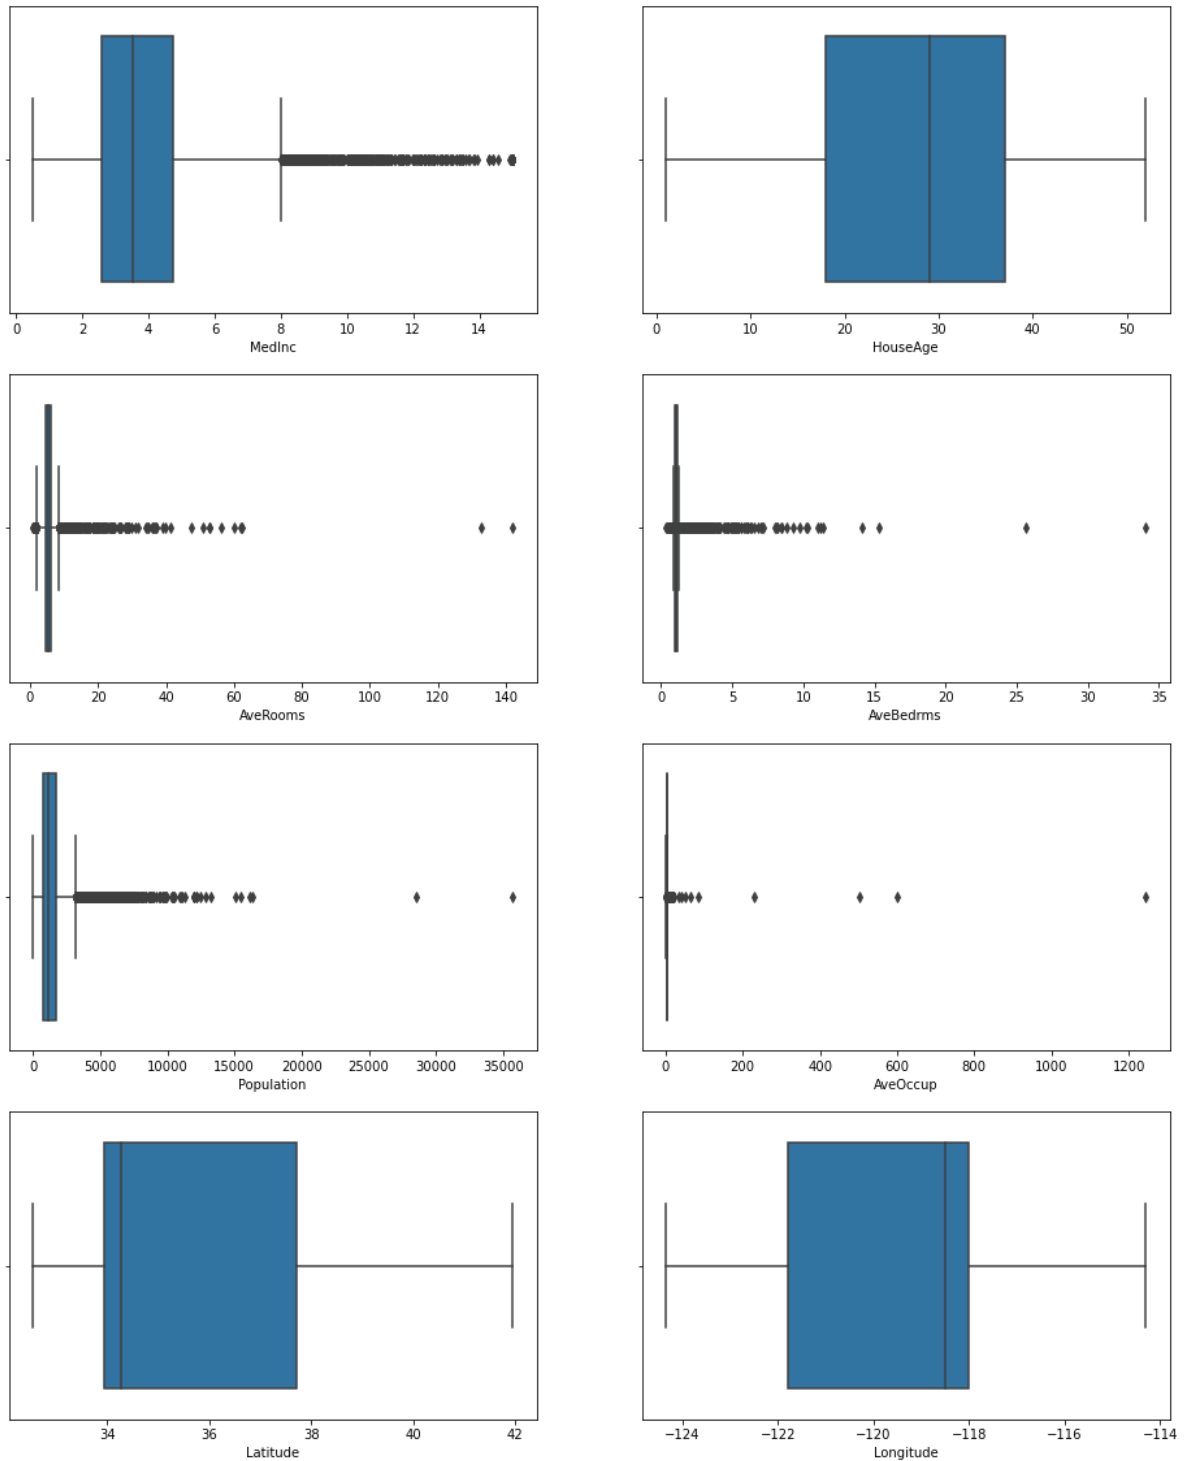 0 2 4 6 8 10 12 14
MedInc
0 10 20 30 40 50
HouseAge
0 20 40 60 80 100 120 140
AveRooms
0 5 10 15 20 25 30 35
AveBedrms
0 5000 10000 15000 20000 25000 30000 35000
Population
0 200 400 600 800 1000 1200
AveOccup
34 36 38 40 42
Latitude
−124 −122 −120 −118 −116 −114
Longitude